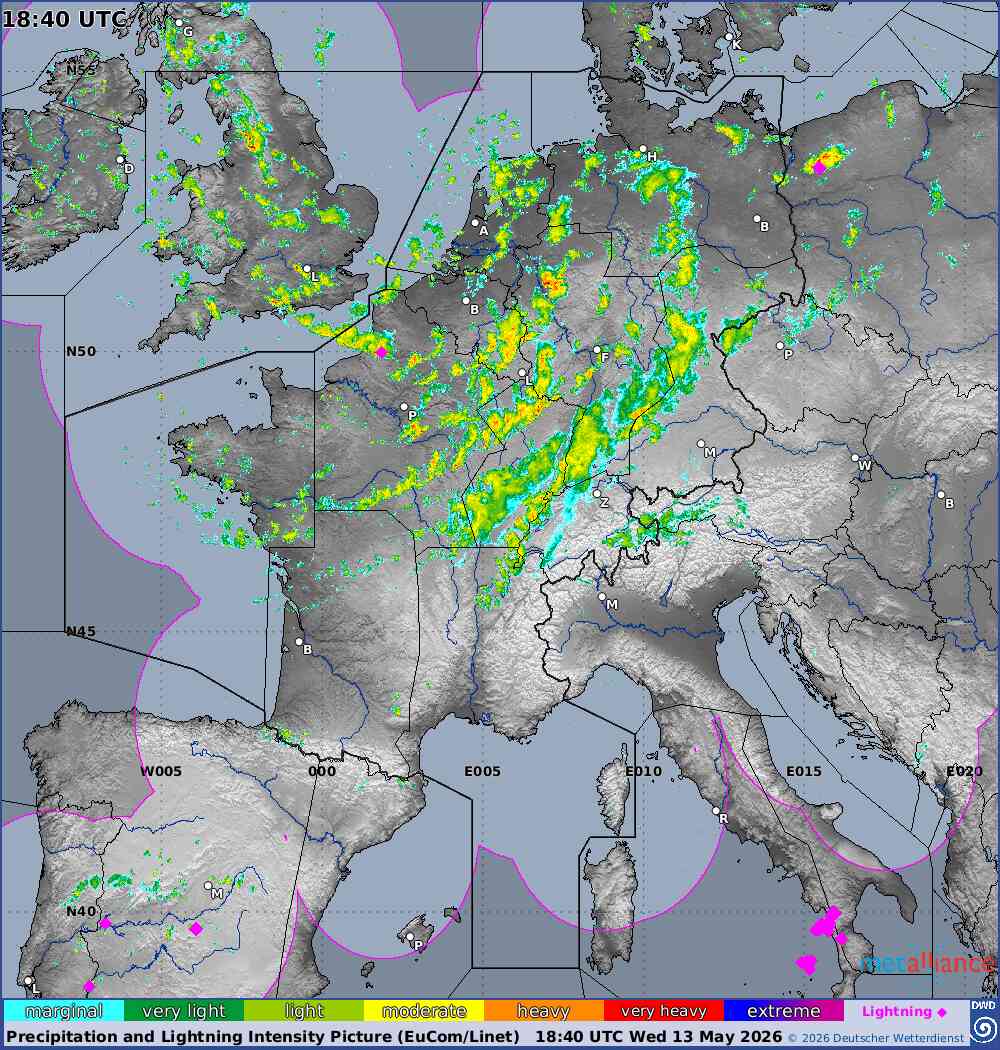 18:40 UTC
G
K
N55
D
H
A
B
L
B
N50
F
P
L
P
M
W
Z
B
M
N45
B
W005
000
E005
E010
E015
E020
R
M
N40
P
metalliance
L
marginal
very light
light
moderate
heavy
very heavy
extreme
Lightning
DWD
Precipitation and Lightning Intensity Picture (EuCom/Linet) 18:40 UTC Wed 13 May 2026 © 2026 Deutscher Wetterdienst